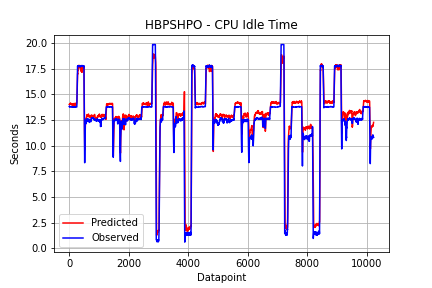 HBPSHPO - CPU Idle Time
Seconds
20.0
17.5
15.0
12.5
10.0
7.5
5.0
2.5
0.0
Predicted
Observed
0 2000 4000 6000 8000 10000
Datapoint